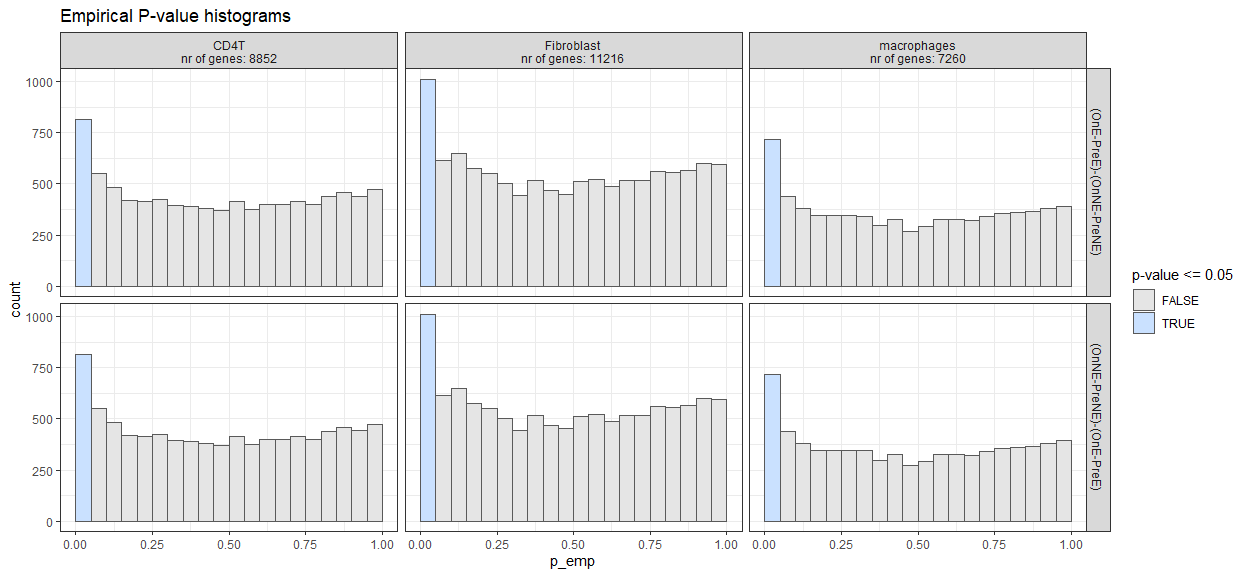 Empirical P-value histograms
CD4T
nr of genes: 8852
Fibroblast
nr of genes: 11216
macrophages
nr of genes: 7260
1000
750
500
250
0
(OnE-PreE)-(OnNE-PreNE)
1000
750
500
250
0
(OnNE-PreNE)-(OnE-PreE)
count
0.00 0.25 0.50 0.75 1.00
0.00 0.25 0.50 0.75 1.00
0.00 0.25 0.50 0.75 1.00
p_emp
p-value <= 0.05
FALSE
TRUE